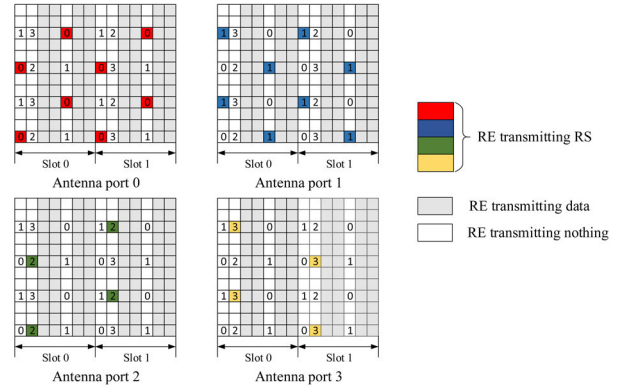 1 3 0 1 2 0
0 2 1 0 3 1
1 3 0 1 2 0
0 2 1 0 3 1
Slot 0 Slot 1
Antenna port 0
1 3 0 1 2 0
0 2 1 0 3 1
1 3 0 1 2 0
0 2 1 0 3 1
Slot 0 Slot 1
Antenna port 1
RE transmitting RS
RE transmitting data
RE transmitting nothing
1 3 0 1 2 0
0 2 1 0 3 1
1 3 0 1 2 0
0 2 1 0 3 1
Slot 0 Slot 1
Antenna port 2
1 3 0 1 2 0
0 2 1 0 3 1
1 3 0 1 2 0
0 2 1 0 3 1
Slot 0 Slot 1
Antenna port 3